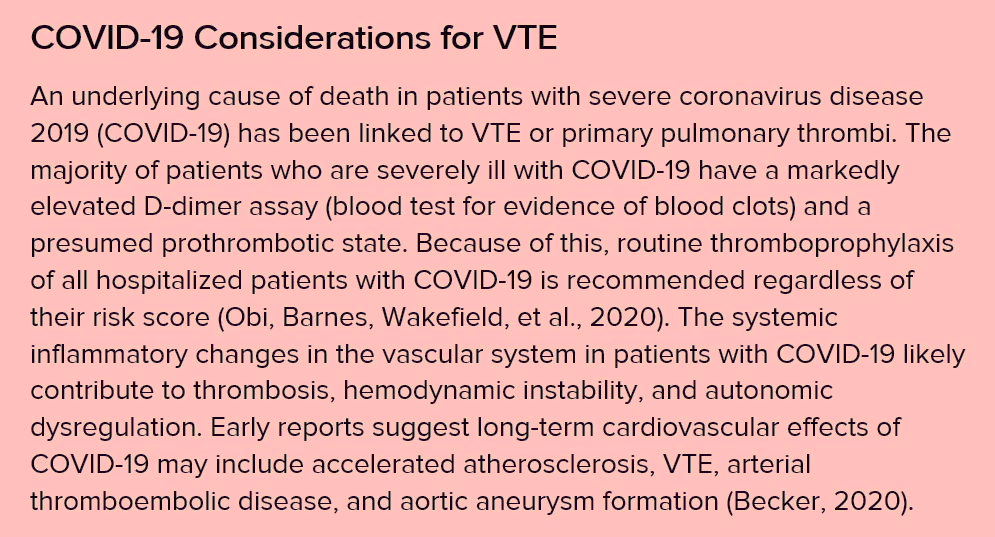 COVID-19 Considerations for VTE
An underlying cause of death in patients with severe coronavirus disease
2019 (COVID-19) has been linked to VTE or primary pulmonary thrombi. The
majority of patients who are severely ill with COVID-19 have a markedly
elevated D-dimer assay (blood test for evidence of blood clots) and a
presumed prothrombotic state. Because of this, routine thromboprophylaxis
of all hospitalized patients with COVID-19 is recommended regardless of
their risk score (Obi, Barnes, Wakefield, et al., 2020). The systemic
inflammatory changes in the vascular system in patients with COVID-19 likely
contribute to thrombosis, hemodynamic instability, and autonomic
dysregulation. Early reports suggest long-term cardiovascular effects of
COVID-19 may include accelerated atherosclerosis, VTE, arterial
thromboembolic disease, and aortic aneurysm formation (Becker, 2020).